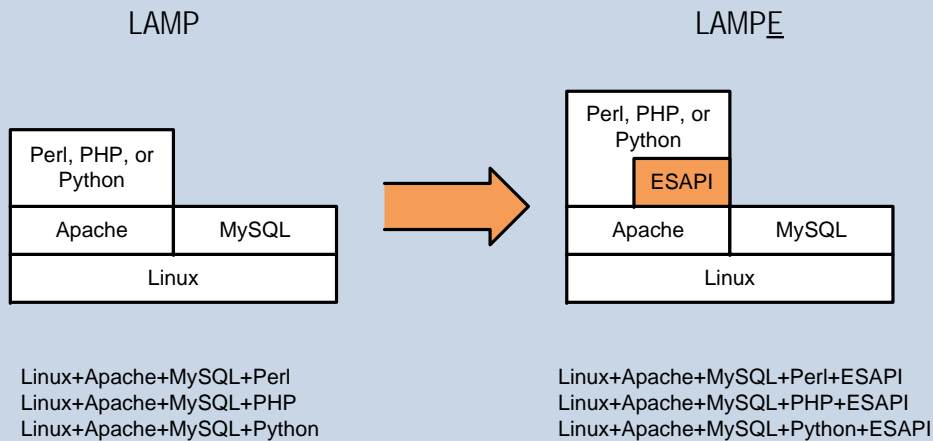 LAMP
Perl, PHP, or
Python
Apache
MySQL
Linux
Linux+Apache+MySQL+Perl
Linux+Apache+MySQL+PHP
Linux+Apache+MySQL+Python
LAMPE
Perl, PHP, or
Python
ESAPI
Apache
MySQL
Linux
Linux+Apache+MySQL+Perl+ESAPI
Linux+Apache+MySQL+PHP+ESAPI
Linux+Apache+MySQL+Python+ESAPI